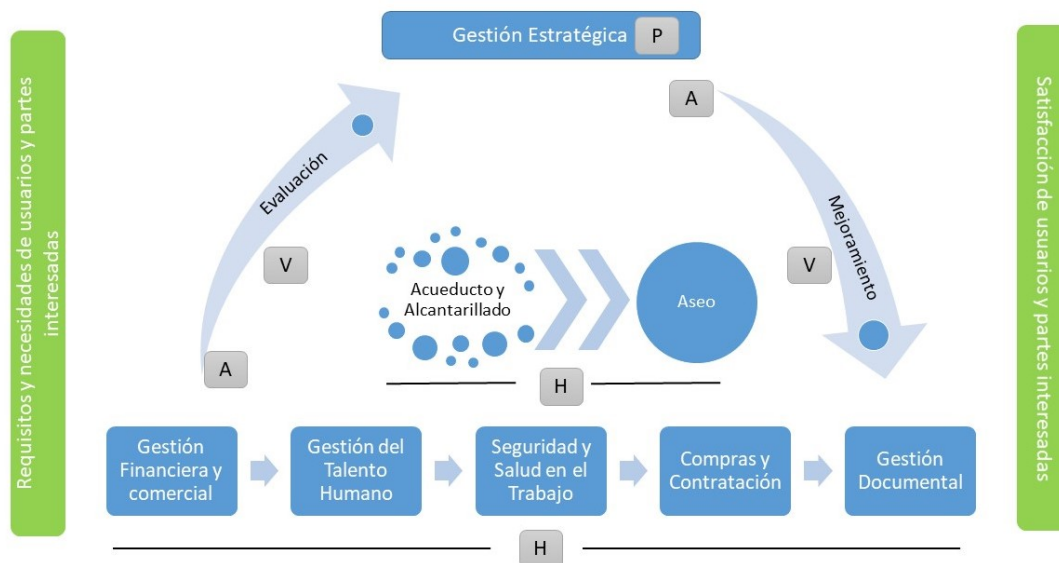 Gestión Estratégica
P
Requisitos y necesidades de usuarios y partes
interesadas
Satisfacción de usuarios y partes interesadas
A
Evaluación
Mejoramiento
V
V
Acueducto y
Alcantarillado
Aseo
A
H
Gestión
Financiera y
comercial
Gestión del
Talento
Humano
Seguridad y
Salud en el
Trabajo
Compras y
Contratación
Gestión
Documental
H